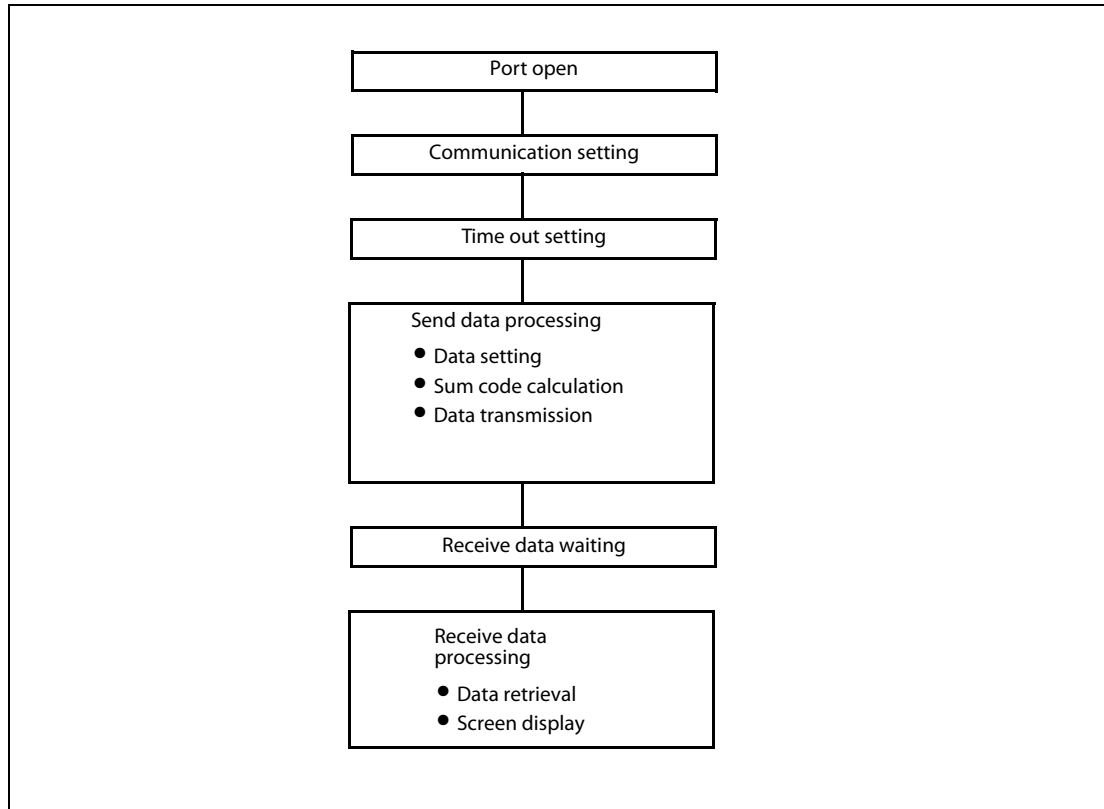 Port open
Communication setting
Time out setting
Send data processing
● Data setting
● Sum code calculation
● Data transmission
Receive data waiting
Receive data
processing
● Data retrieval
● Screen display